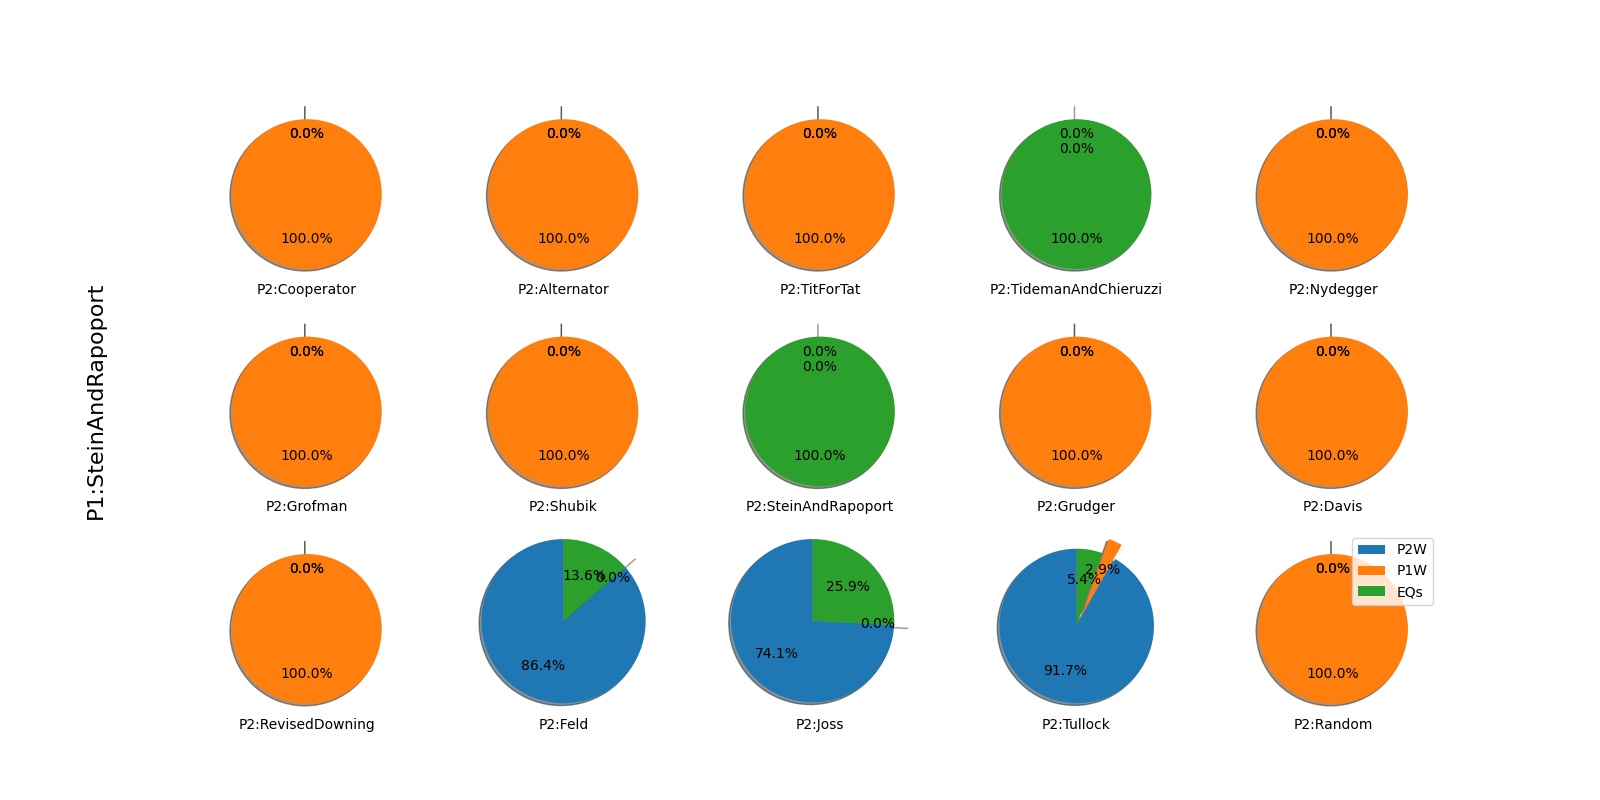 P1:SteinAndRapoport
0.0% 0.0% 0.0% 0.0% 0.0%
0.0%
100.0% 100.0% 100.0% 100.0% 100.0%
P2:Cooperator P2:Alternator P2:TitForTat P2:TidemanAndChieruzzi P2:Nydegger
0.0% 0.0% 0.0% 0.0% 0.0%
0.0%
100.0% 100.0% 100.0% 100.0% 100.0%
P2:Grofman P2:Shubik P2:SteinAndRapoport P2:Grudger P2:Davis
P2W
P1W
EQs
0.0% 13.6% 0.0% 25.9% 5.4% 2.9% 0.0%
0.0%
100.0% 86.4% 74.1% 91.7% 100.0%
P2:RevisedDowning P2:Feld P2:Joss P2:Tullock P2:Random